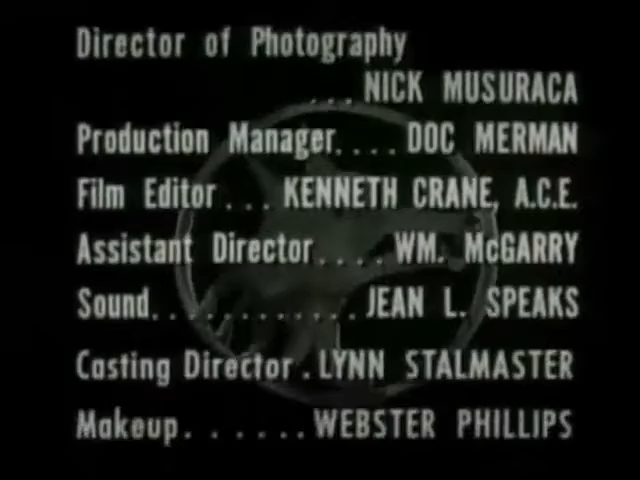 Director of Photography
... NICK MUSURACA
Production Manager.... DOC MERMAN
Film Editor ... KENNETH CRANE, A.C.E.
Assistant Director.... WM. McGARRY
Sound............ JEAN L. SPEAKS
Casting Director . LYNN STALMASTER
Makeup....... WEBSTER PHILLIPS